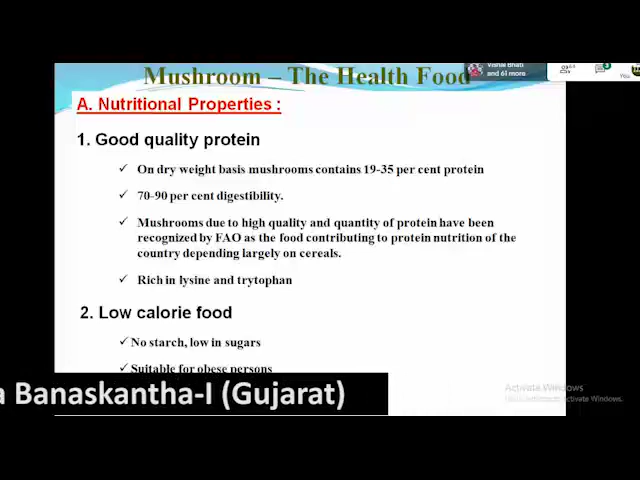 Mushroom – The Health Food
Vishal Bhati
and 61 more
You
A. Nutritional Properties :
1. Good quality protein
✓ On dry weight basis mushrooms contains 19-35 per cent protein
✓ 70-90 per cent digestibility.
✓ Mushrooms due to high quality and quantity of protein have been
recognized by FAO as the food contributing to protein nutrition of the
country depending largely on cereals.
✓ Rich in lysine and trytophan
2. Low calorie food
✓ No starch, low in sugars
✓ Suitable for obese persons
a Banaskantha-I (Gujarat)
Activate Windows
Activate Windows.